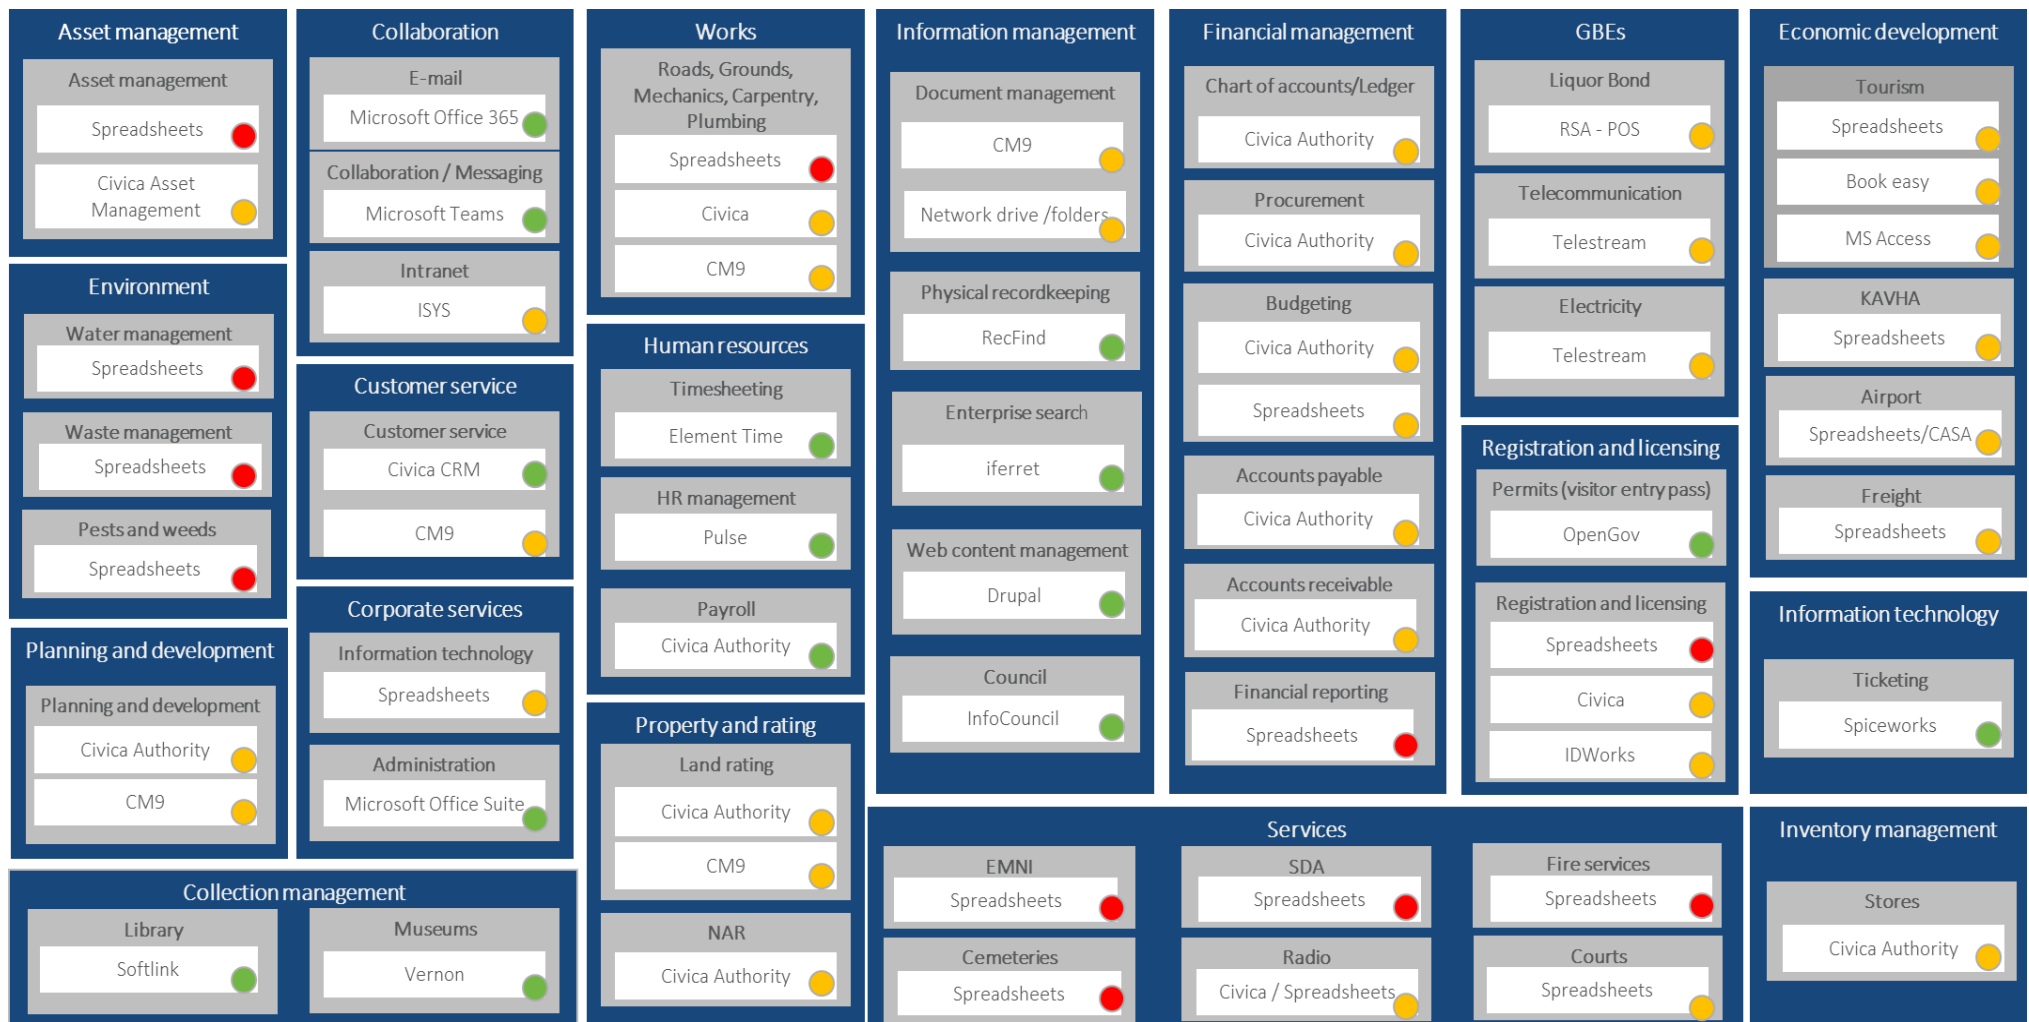 Asset management
Asset management
Spreadsheets
Civica Asset
Management
Environment
Water management
Spreadsheets
Waste management
Spreadsheets
Pests and weeds
Spreadsheets
Planning and development
Planning and development
Civica Authority
CM9
Collection management
Library
Softlink
Museums
Vernon
Collaboration
E-mail
Microsoft Office 365
Collaboration / Messaging
Microsoft Teams
Intranet
ISYS
Customer service
Customer service
Civica CRM
CM9
Corporate services
Information technology
Spreadsheets
Administration
Microsoft Office Suite
Works
Roads, Grounds,
Mechanics, Carpentry,
Plumbing
Spreadsheets
Civica
CM9
Human resources
Timesheeting
Element Time
HR management
Pulse
Payroll
Civica Authority
Property and rating
Land rating
Civica Authority
CM9
NAR
Civica Authority
Information management
Document management
CM9
Network drive /folders
Physical recordkeeping
RecFind
Enterprise search
iferret
Web content management
Drupal
Council
InfoCouncil
Financial management
Chart of accounts/Ledger
Civica Authority
Procurement
Civica Authority
Budgeting
Civica Authority
Spreadsheets
Accounts payable
Civica Authority
Accounts receivable
Civica Authority
Financial reporting
Spreadsheets
GBEs
Liquor Bond
RSA - POS
Telecommunication
Telestream
Electricity
Telestream
Registration and licensing
Permits (visitor entry pass)
OpenGov
Registration and licensing
Spreadsheets
Civica
IDWorks
Services
EMNI
Spreadsheets
SDA
Spreadsheets
Fire services
Spreadsheets
Cemeteries
Spreadsheets
Radio
Civica / Spreadsheets
Courts
Spreadsheets
Economic development
Tourism
Spreadsheets
Book easy
MS Access
KAVHA
Spreadsheets
Airport
Spreadsheets/CASA
Freight
Spreadsheets
Information technology
Ticketing
Spiceworks
Inventory management
Stores
Civica Authority